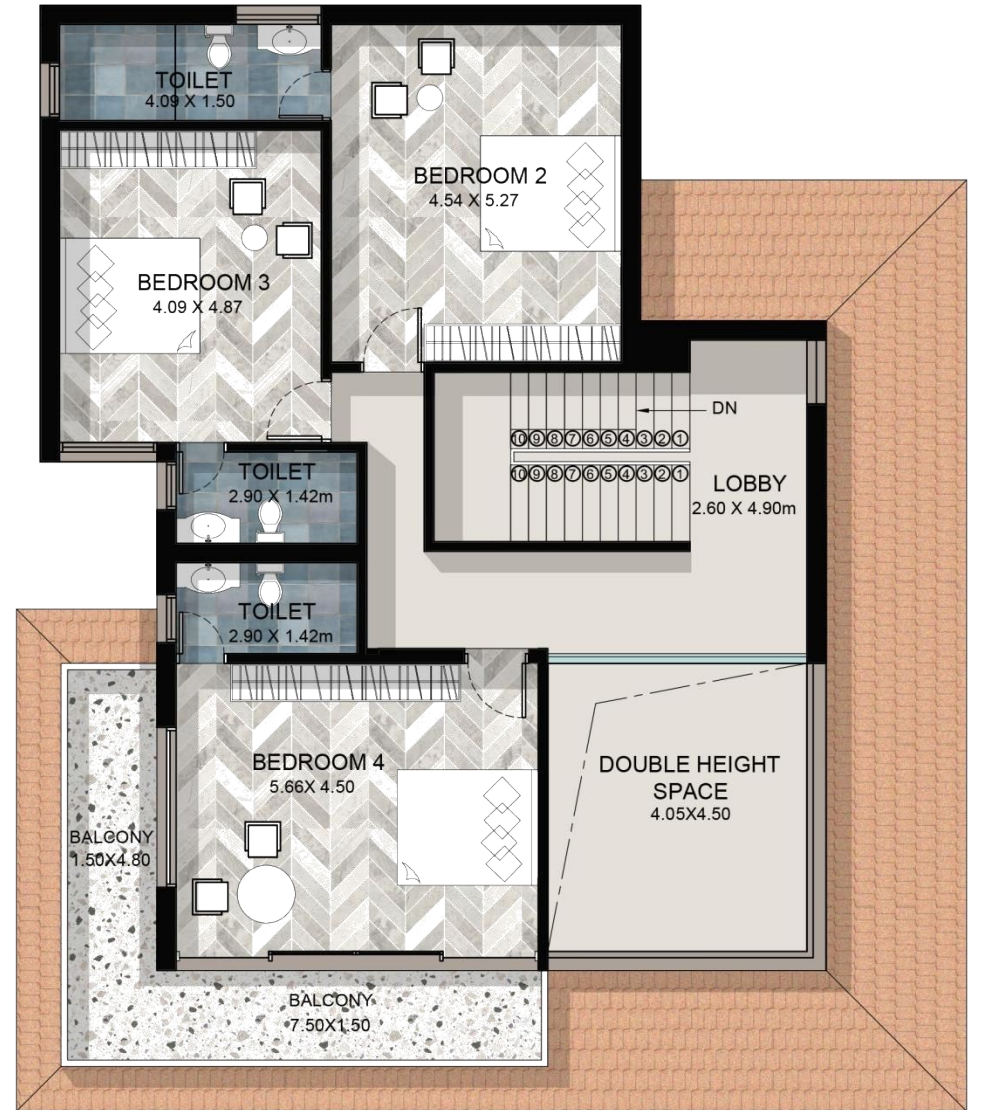 TOILET
4.09 X 1.50
BEDROOM 2
4.54 X 5.27
BEDROOM 3
4.09 X 4.87
DN
10 9 8 7 6 5 4 3 2 1
10 9 8 7 6 5 4 3 2 1
TOILET
2.90 X 1.42m
LOBBY
2.60 X 4.90m
TOILET
2.90 X 1.42m
BEDROOM 4
5.66X 4.50
DOUBLE HEIGHT
SPACE
4.05X4.50
BALCONY
1.50X4.80
BALCONY
7.50X1.50